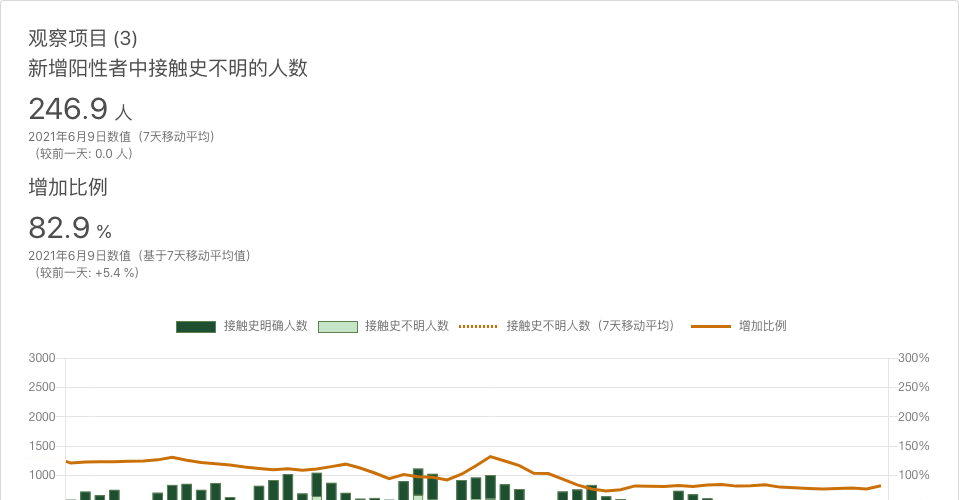 观察项目 (3)
新增阳性者中接触史不明的人数
246.9 人
2021年6月9日数值（7天移动平均）
（较前一天: 0.0 人）
增加比例
82.9 %
2021年6月9日数值（基于7天移动平均值）
（较前一天: +5.4 %）
接触史明确人数 接触史不明人数 接触史不明人数（7天移动平均） 增加比例
3000 300%
2500 250%
2000 200%
1500 150%
1000 100%